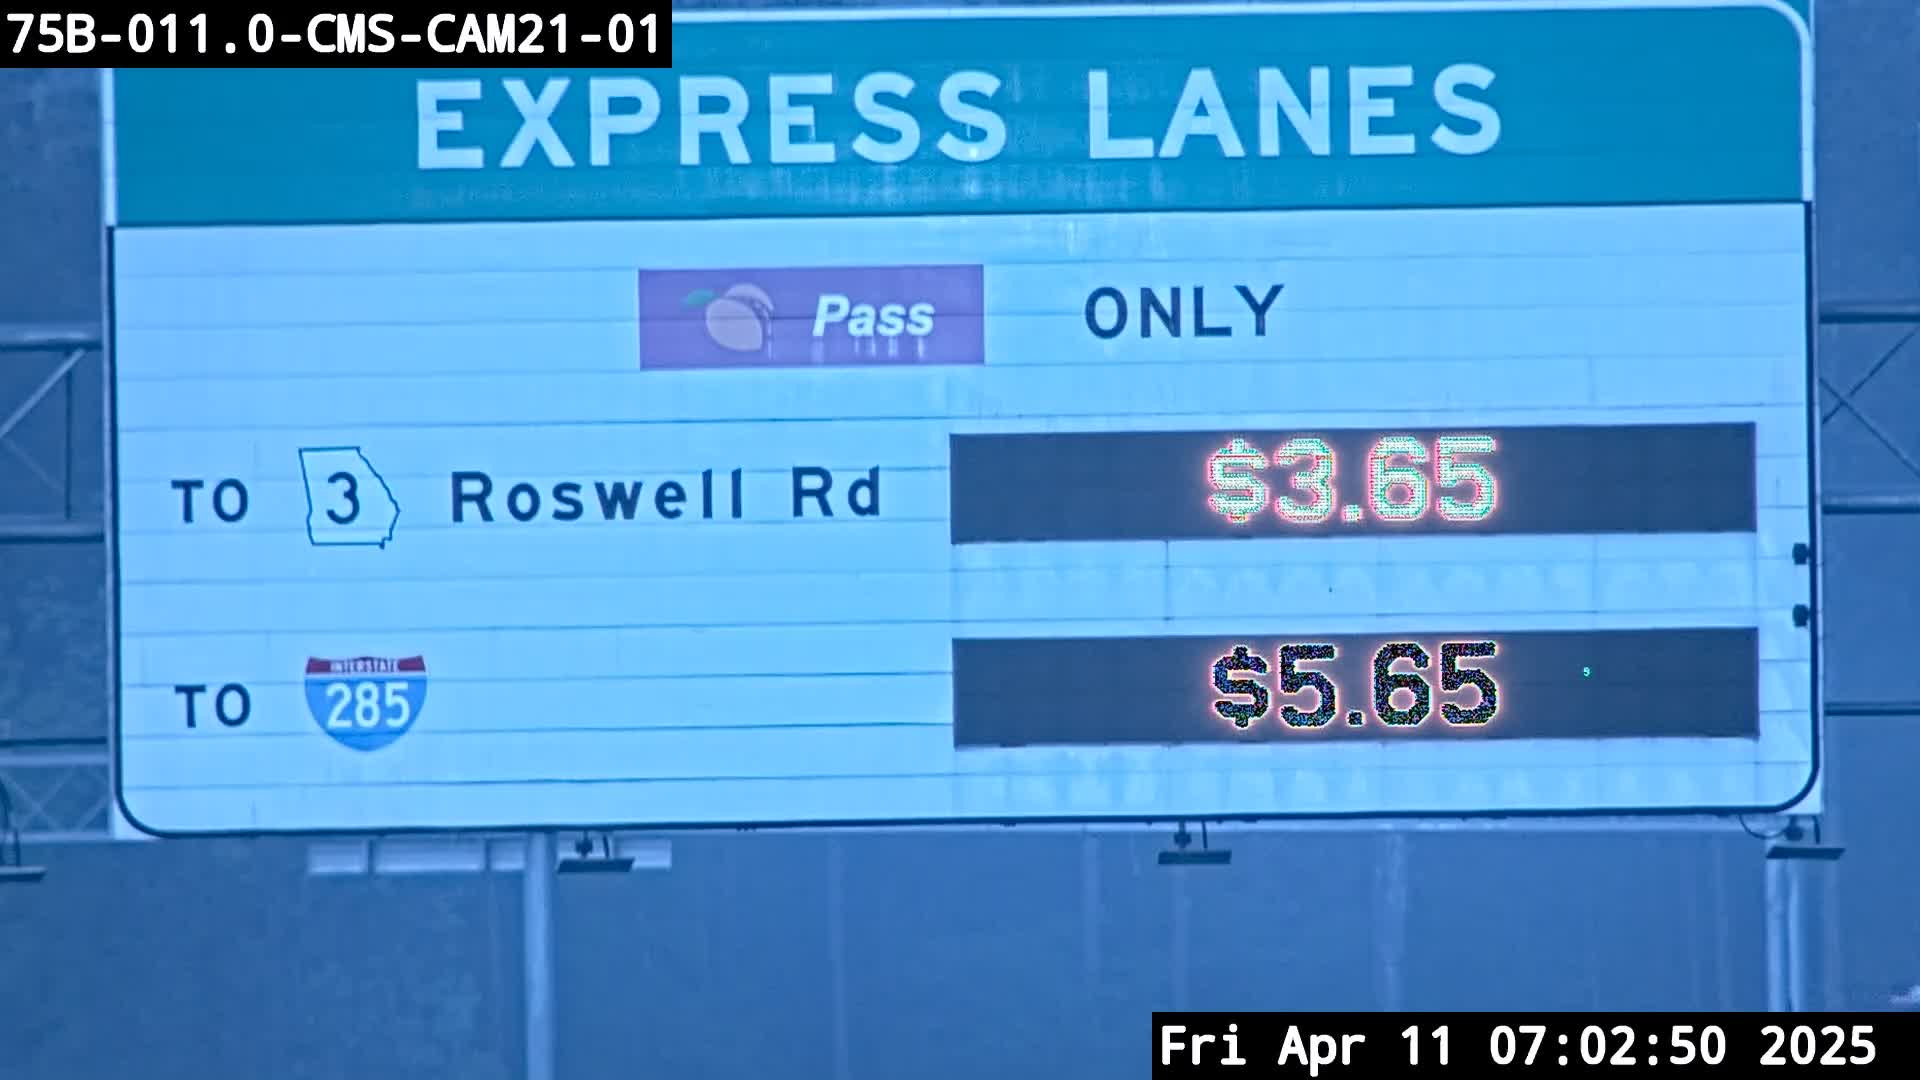 75B-011.0-CMS-CAM21-01
EXPRESS LANES
Pass ONLY
TO 3 Roswell Rd $3.65
TO INTERSTATE 285 $5.65
Fri Apr 11 07:02:50 2025